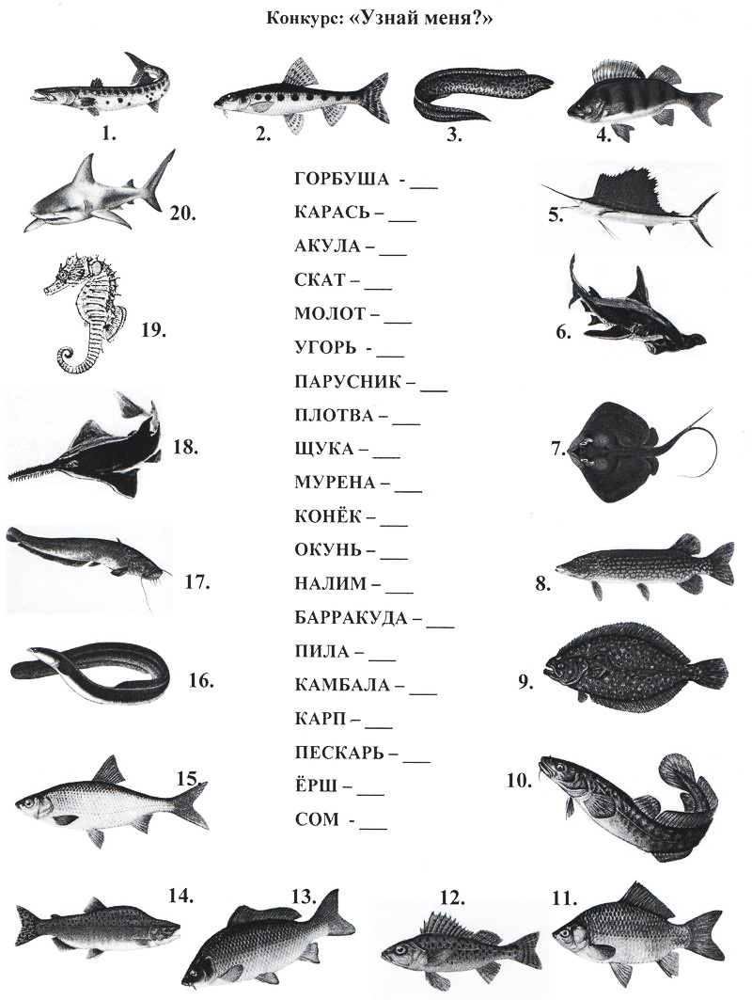 Конкурс: «Узнай меня?»
1.
2.
3.
4.
20.
ГОРБУША - ___
5.
КАРАСЬ – ___
АКУЛА – ___
СКАТ – ___
19.
МОЛОТ – ___
6.
УГОРЬ - ___
ПАРУСНИК – ___
ПЛОТВА – ___
18.
ЩУКА – ___
7.
МУРЕНА – ___
КОНЁК – ___
ОКУНЬ – ___
17.
НАЛИМ – ___
8.
БАРРАКУДА – ___
ПИЛА – ___
16.
КАМБАЛА – ___
9.
КАРП – ___
ПЕСКАРЬ – ___
15.
ЁРШ – ___
10.
СОМ - ___
14.
13.
12.
11.